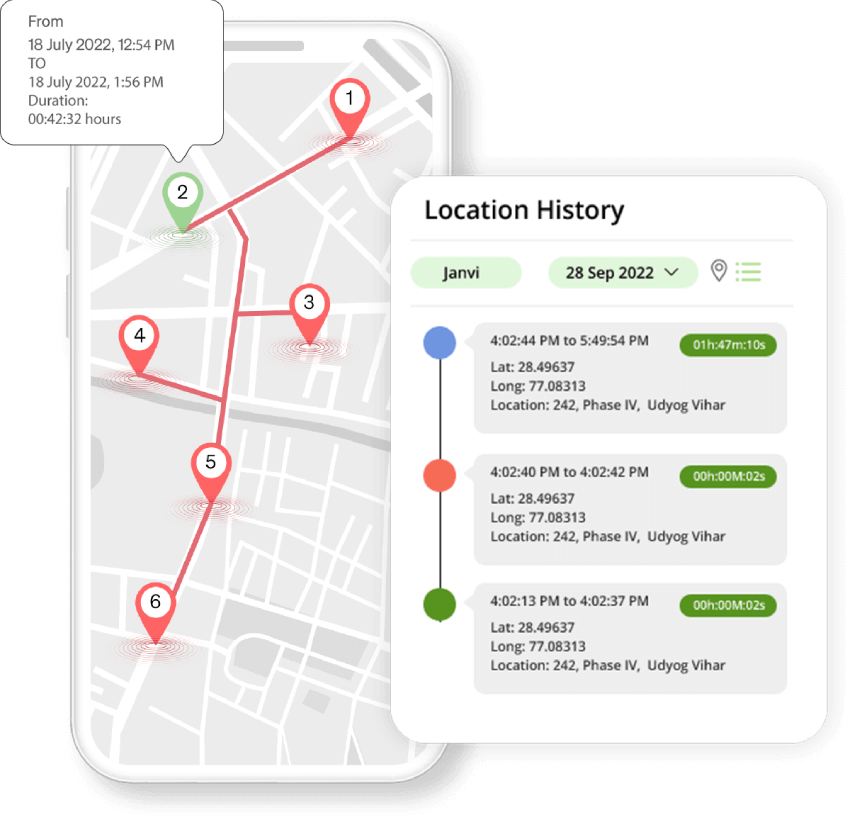 From
18 July 2022, 12:54 PM
TO
18 July 2022, 1:56 PM
Duration:
00:42:32 hours
1
2
3
4
5
6
Location History
Janvi
28 Sep 2022
4:02:44 PM to 5:49:54 PM
01h:47m:10s
Lat: 28.49637
Long: 77.08313
Location: 242, Phase IV, Udyog Vihar
4:02:40 PM to 4:02:42 PM
00h:00M:02s
Lat: 28.49637
Long: 77.08313
Location: 242, Phase IV, Udyog Vihar
4:02:13 PM to 4:02:37 PM
00h:00M:02s
Lat: 28.49637
Long: 77.08313
Location: 242, Phase IV, Udyog Vihar